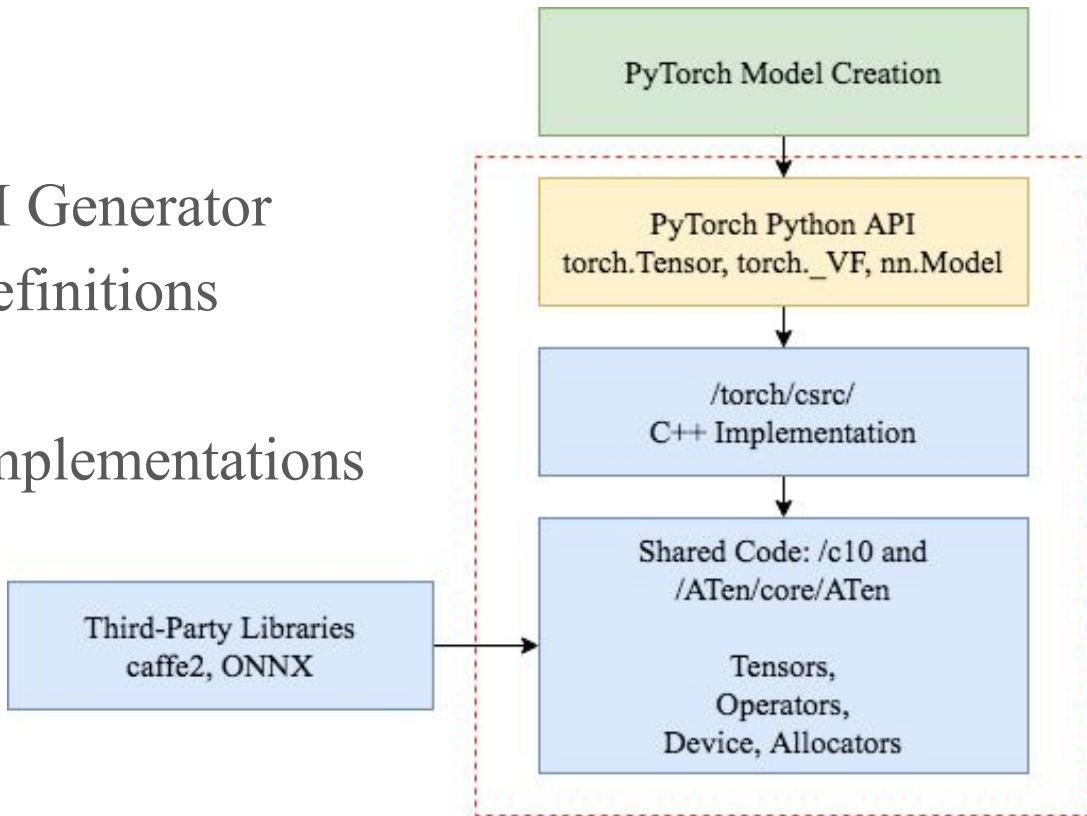 I Generator
efinitions
mplementations
PyTorch Model Creation
PyTorch Python API
torch.Tensor, torch._VF, nn.Model
/torch/csrc/
C++ Implementation
Shared Code: /c10 and
/ATen/core/ATen
Tensors,
Operators,
Device, Allocators
Third-Party Libraries
caffe2, ONNX